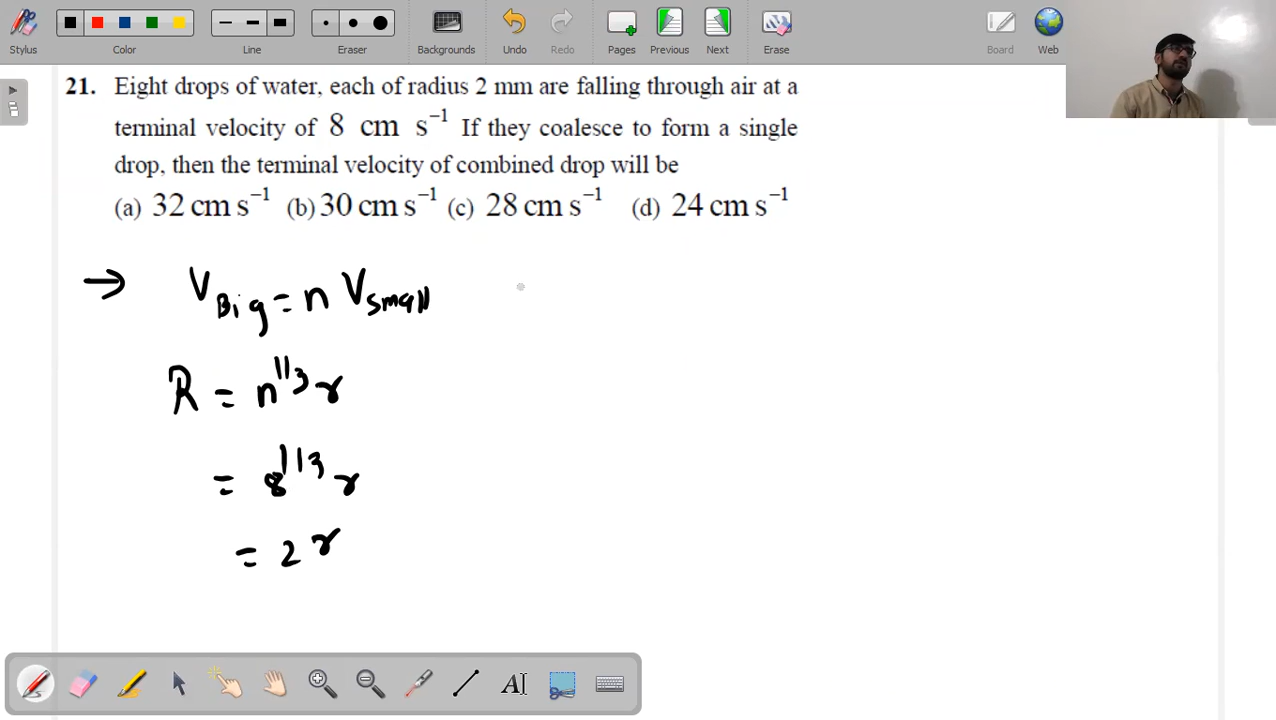 Stylus Color Line Eraser Backgrounds Undo Redo Pages Previous Next Erase Board Web
21. Eight drops of water, each of radius 2 mm are falling through air at a
terminal velocity of 8 cm s⁻¹ If they coalesce to form a single
drop, then the terminal velocity of combined drop will be
(a) 32 cm s⁻¹ (b) 30 cm s⁻¹ (c) 28 cm s⁻¹ (d) 24 cm s⁻¹
→ V_Big = n V_small
R = n^1/3 r
= 8^1/3 r
= 2 r